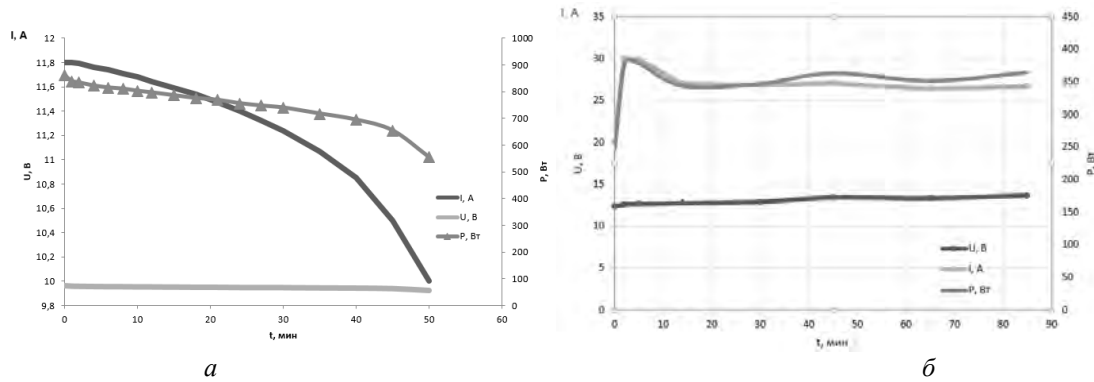 I, А
12
11,8
11,6
11,4
11,2
11
10,8
10,6
10,4
10,2
10
9,8
U, В
1000
900
800
700
600
500
400
300
200
100
0
P, Вт
I, А
U, В
P, Вт
0 10 20 30 40 50 60
t, мин
а
I, А
35
30
25
20
15
10
5
0
U, В
450
400
350
300
250
200
150
100
50
0
P, Вт
U, В
I, А
P, Вт
0 10 20 30 40 50 60 70 80 90
t, мин
б